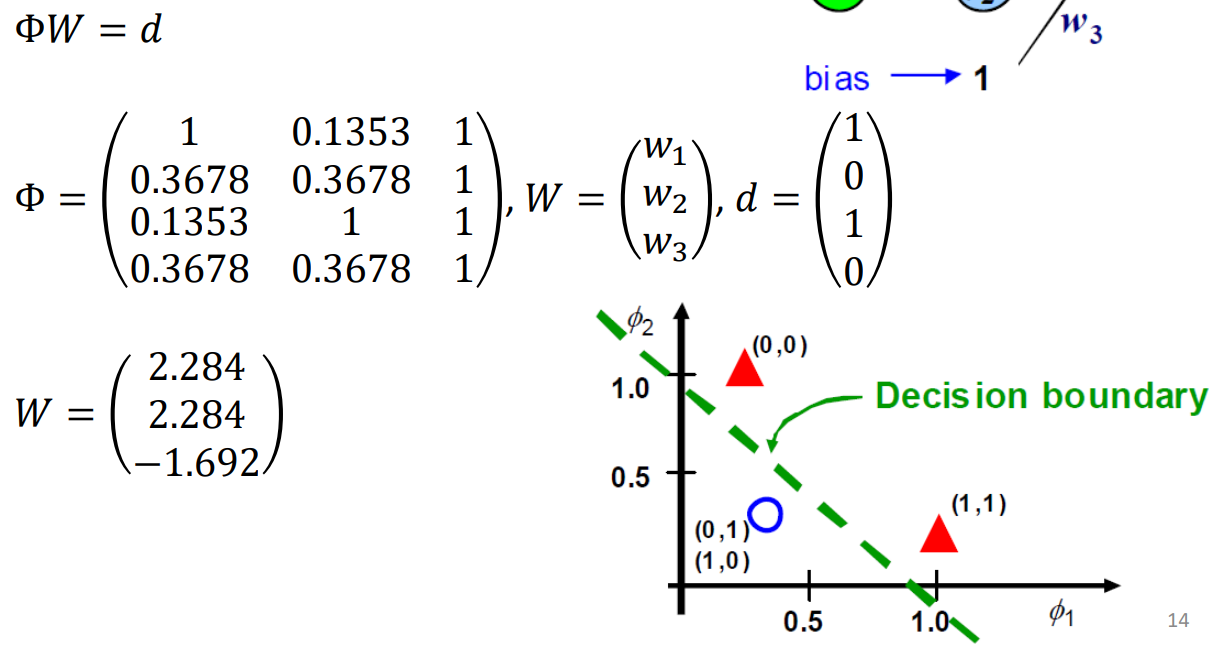 ΦW = d
w₃
bias → 1
Φ = ( 1 0.1353 1
0.3678 0.3678 1
0.1353 1 1
0.3678 0.3678 1 ), W = ( w₁
w₂
w₃ ), d = ( 1
0
1
0 )
W = ( 2.284
2.284
−1.692 )
ϕ₂
(0,0)
1.0
Decision boundary
0.5
(1,1)
(0,1)
(1,0)
0.5
1.0
ϕ₁
14